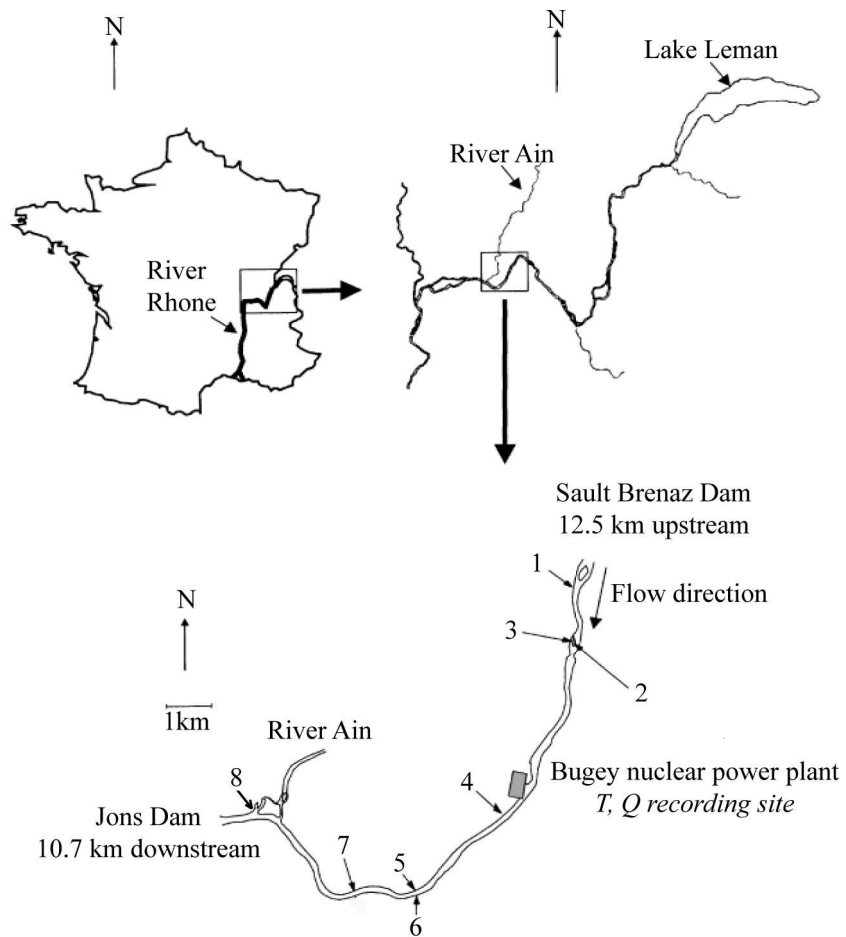 N
N
Lake Leman
River Ain
River
Rhone
Sault Brenaz Dam
12.5 km upstream
1
Flow direction
N
3
2
1km
River Ain
8
4
Bugey nuclear power plant
T, Q recording site
Jons Dam
10.7 km downstream
7
5
6